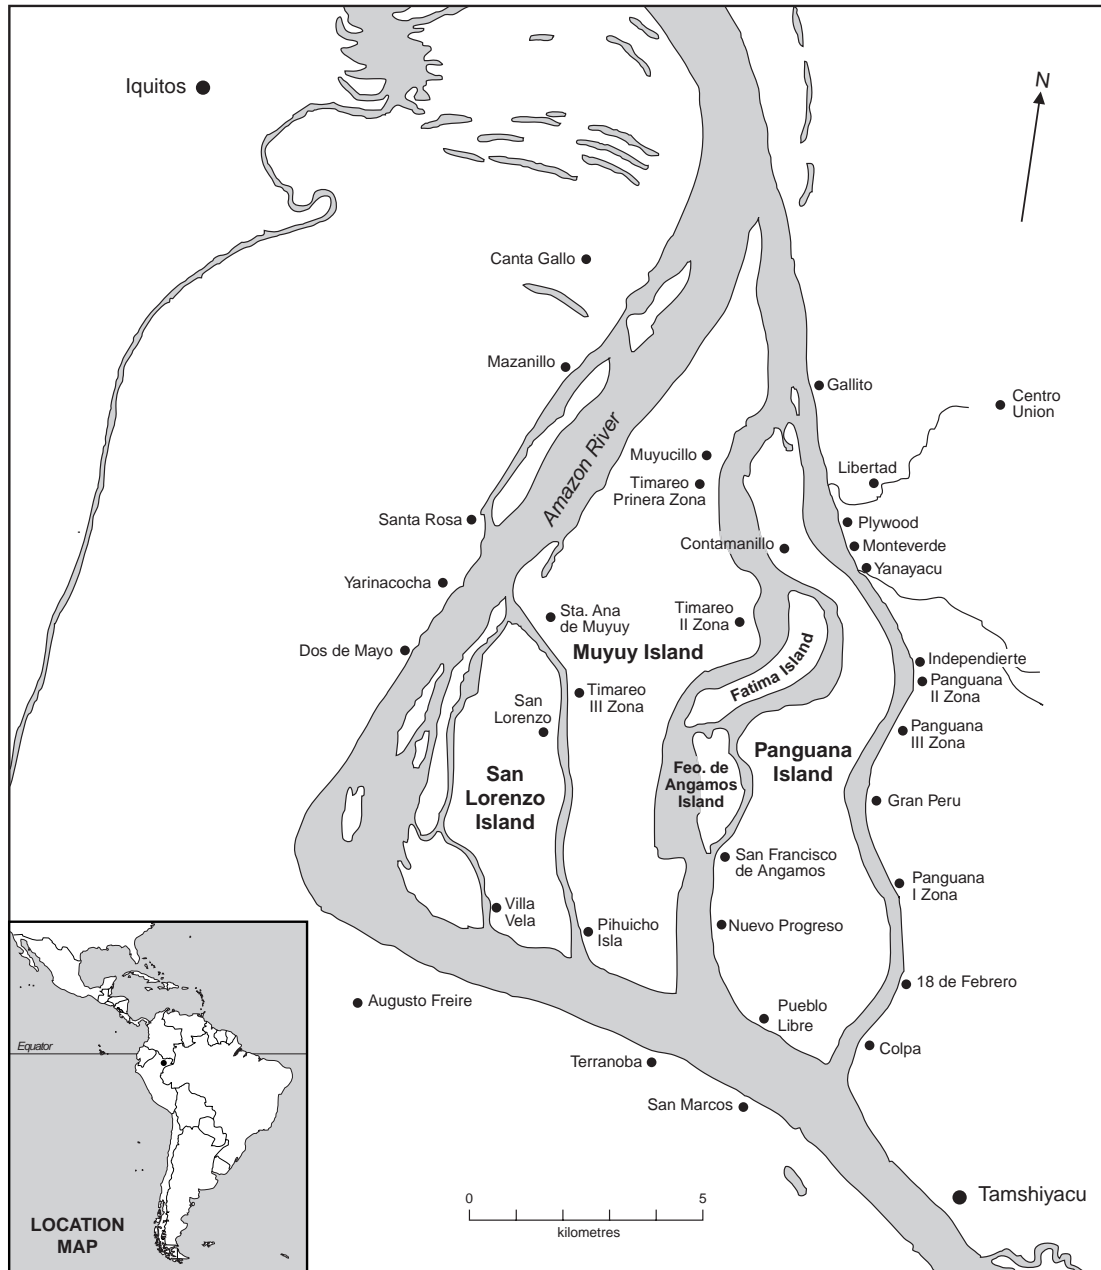 Iquitos
N
Canta Gallo
Mazanillo
Gallito
Centro
Union
Amazon River
Muyucillo
Timareo
Prinera Zona
Libertad
Santa Rosa
Plywood
Contamanillo
Monteverde
Yanayacu
Yarinacocha
Sta. Ana
de Muyuy
Timareo
II Zona
Muyuy Island
Dos de Mayo
Independierte
Fatima Island
Panguana
II Zona
Timareo
III Zona
San
Lorenzo
Panguana
III Zona
Panguana
Island
San
Lorenzo
Island
Feo. de
Angamos
Island
Gran Peru
San Francisco
de Angamos
Panguana
I Zona
Villa
Vela
Pihuicho
Isla
Nuevo Progreso
18 de Febrero
Augusto Freire
Pueblo
Libre
Equator
Terranoba
Colpa
San Marcos
Tamshiyacu
0 5
kilometres
LOCATION
MAP